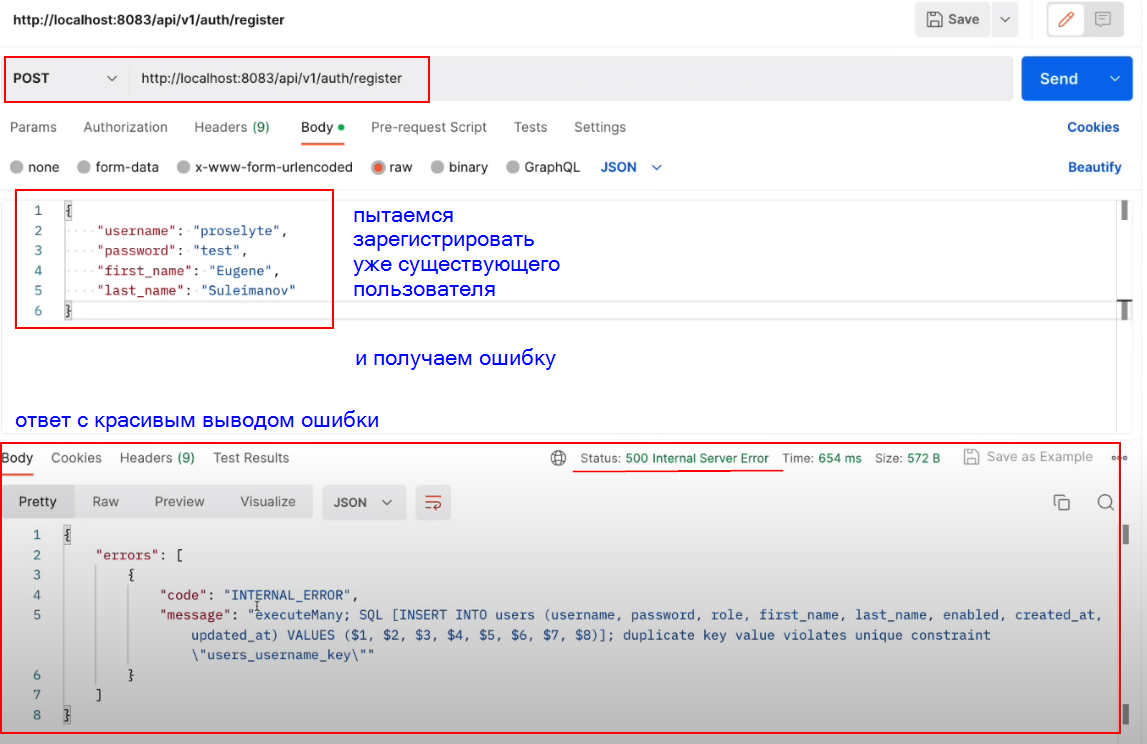 http://localhost:8083/api/v1/auth/register
Save
POST
http://localhost:8083/api/v1/auth/register
Send
Params Authorization Headers (9) Body Pre-request Script Tests Settings Cookies
none form-data x-www-form-urlencoded raw binary GraphQL JSON Beautify
1 {
2 "username": "proselyte",
3 "password": "test",
4 "first_name": "Eugene",
5 "last_name": "Suleimanov"
6 }
пытаемся
зарегистрировать
уже существующего
пользователя
и получаем ошибку
ответ с красивым выводом ошибки
Body Cookies Headers (9) Test Results Status: 500 Internal Server Error Time: 654 ms Size: 572 B Save as Example
Pretty Raw Preview Visualize JSON
1 {
2 "errors": [
3 {
4 "code": "INTERNAL_ERROR",
5 "message": "executeMany; SQL [INSERT INTO users (username, password, role, first_name, last_name, enabled, created_at,
updated_at) VALUES ($1, $2, $3, $4, $5, $6, $7, $8)]; duplicate key value violates unique constraint
\"users_username_key\""
6 }
7 ]
8 }